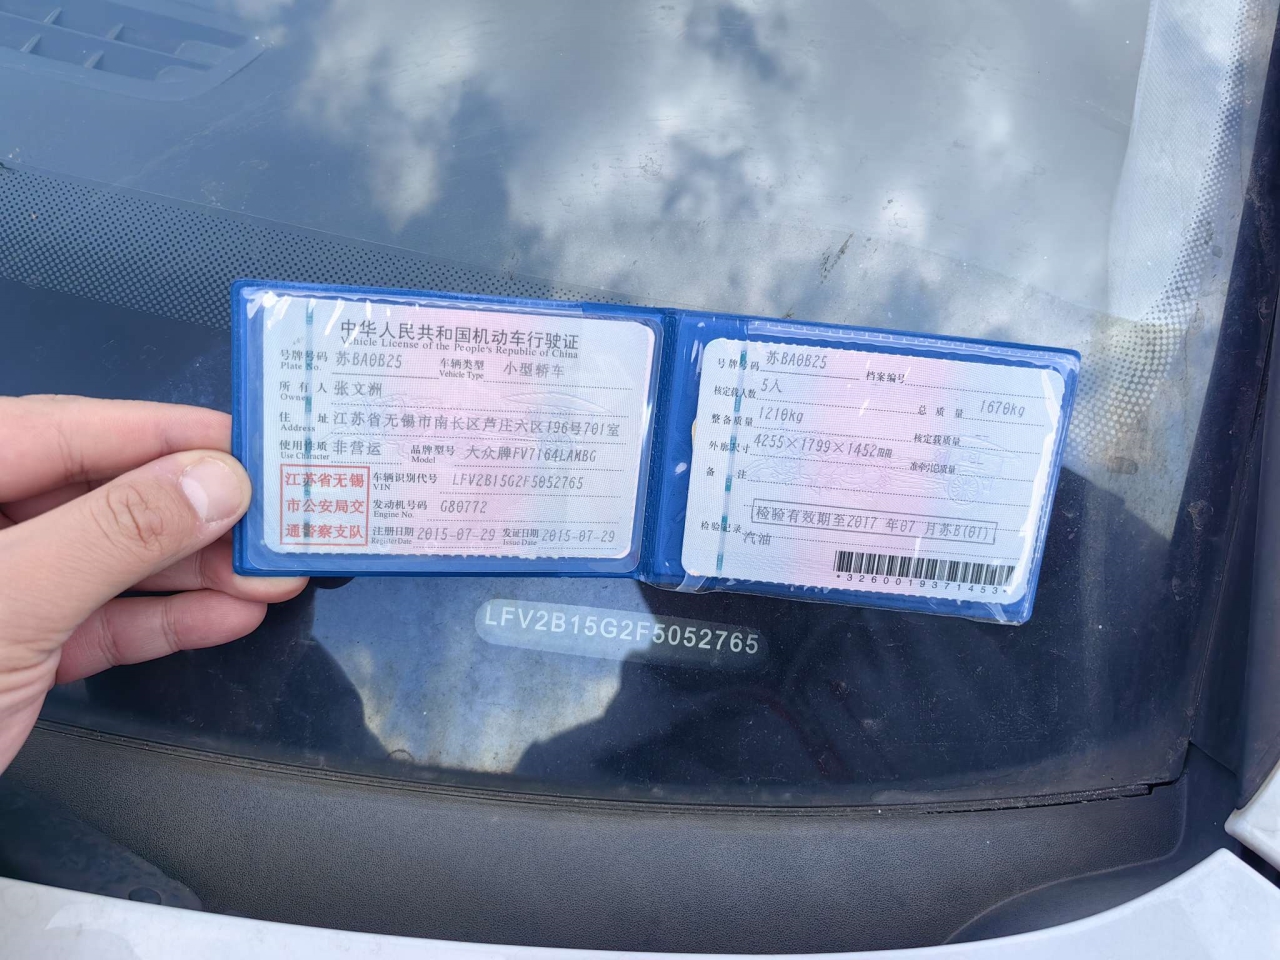 中华人民共和国机动车行驶证
Vehicle License of the People's Republic of China
号牌号码 苏BA0B25 车辆类型 小型轿车
Plate No. Vehicle Type
所有人 张文洲
Owner
住址 江苏省无锡市南长区芦庄六区196号701室
Address
使用性质 非营运 品牌型号 大众牌FV7164LAMBG
Use Character Model
江苏省无锡
市公安局交
通警察支队
车辆识别代号 LFV2B15G2F5052765
VIN
发动机号码 G80772
Engine No.
注册日期 2015-07-29 发证日期 2015-07-29
Register Date Issue Date
号牌号码 苏BA0B25 档案编号
核定载人数 5人 总质量 1670kg
整备质量 1210kg 核定载质量
外廓尺寸 4255×1799×1452mm 准牵引总质量 —
备注
检验有效期至2017 年07 月苏B(07)
检验记录 汽油
*3260019371453*
LFV2B15G2F5052765